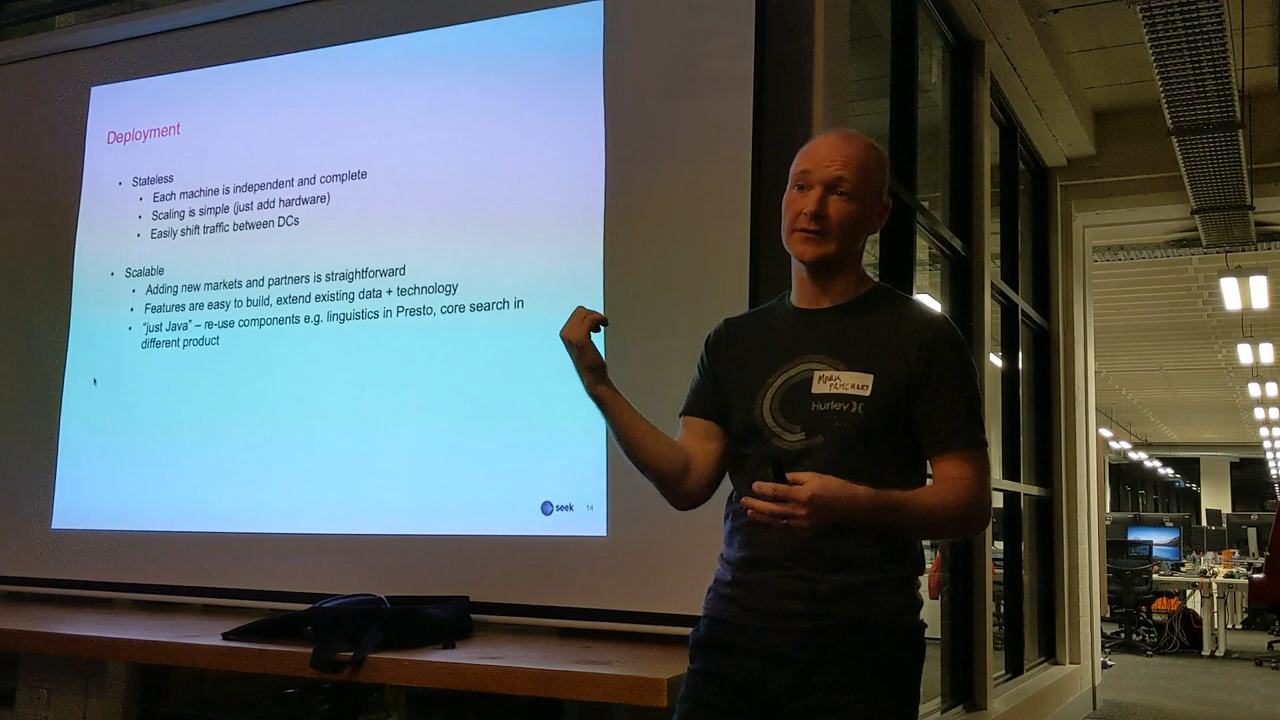 Deployment
• Stateless
• Each machine is independent and complete
• Scaling is simple (just add hardware)
• Easily shift traffic between DCs
• Scalable
• Adding new markets and partners is straightforward
• Features are easy to build, extend existing data + technology
• “just Java” – re-use components e.g. linguistics in Presto, core search in
different product
seek 14
MARK
Hurley